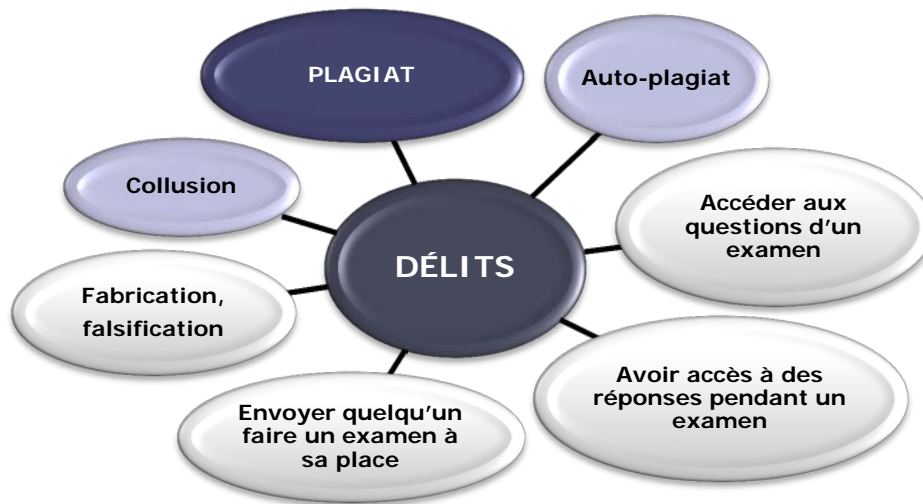 PLAGIAT
Auto-plagiat
Collusion
Accéder aux
questions d'un
examen
DÉLITS
Fabrication,
falsification
Avoir accès à des
réponses pendant un
examen
Envoyer quelqu'un
faire un examen à
sa place